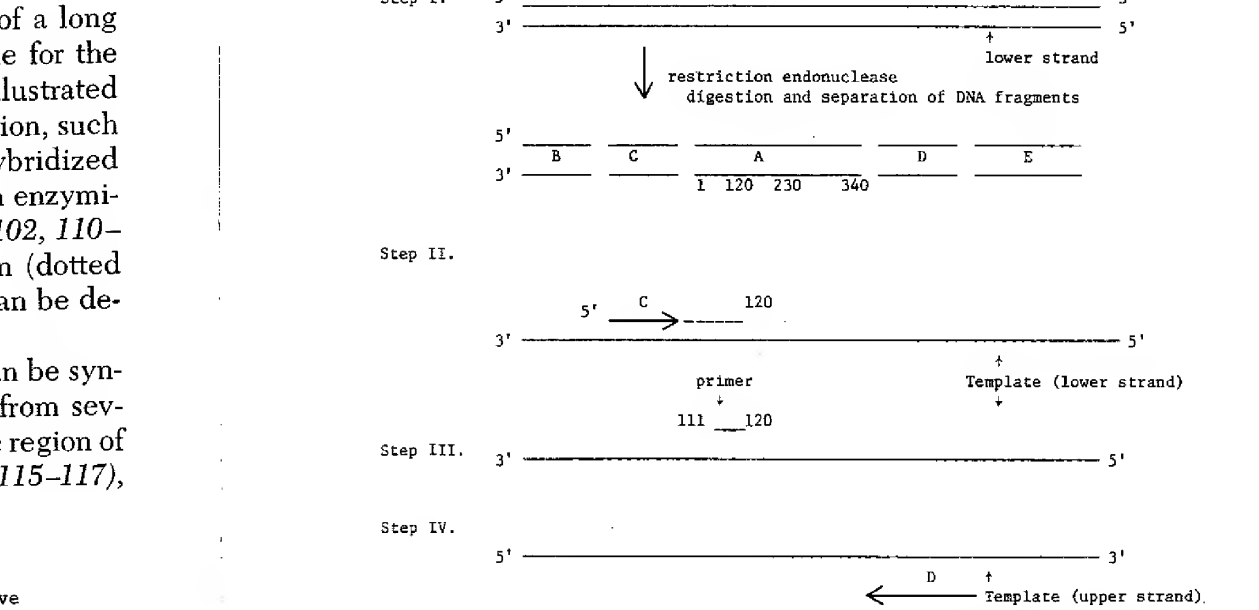 of a long
e for the
llustrated
ion, such
ybridized
n enzymi-
102, 110–
n (dotted
an be de-
an be syn-
from sev-
e region of
115–117),
ve
Step I.
3' 5'
lower strand
restriction endonuclease
digestion and separation of DNA fragments
5'
B C A D E
3'
1 120 230 340
Step II.
5' C 120
3' 5'
primer Template (lower strand)
111 120
Step III. 3' 5'
Step IV.
5' 3'
D
Template (upper strand).